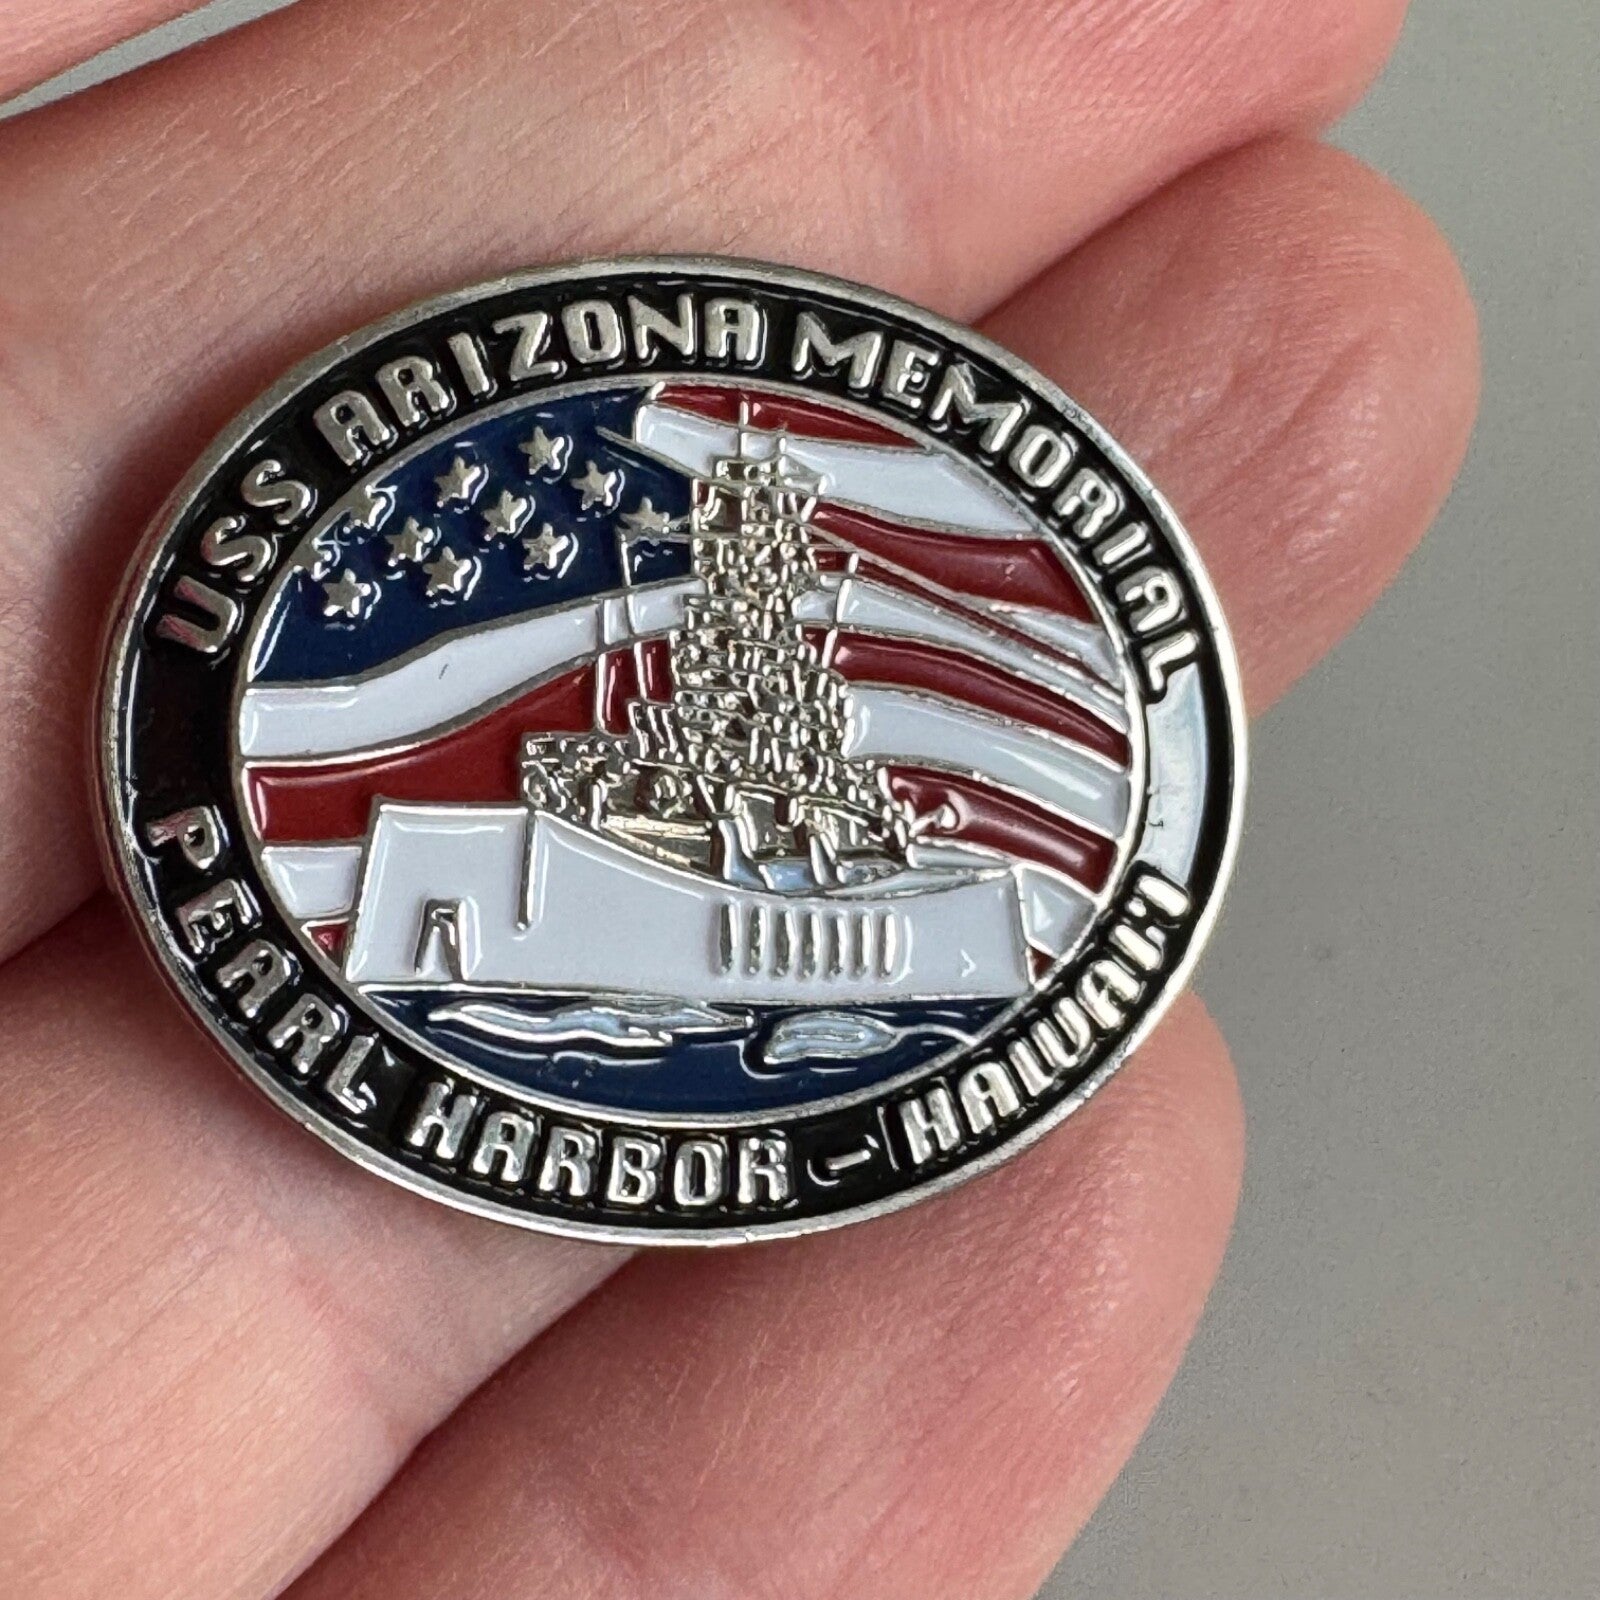 USS ARIZONA MEMORIAL
PEARL HARBOR - HAWAII